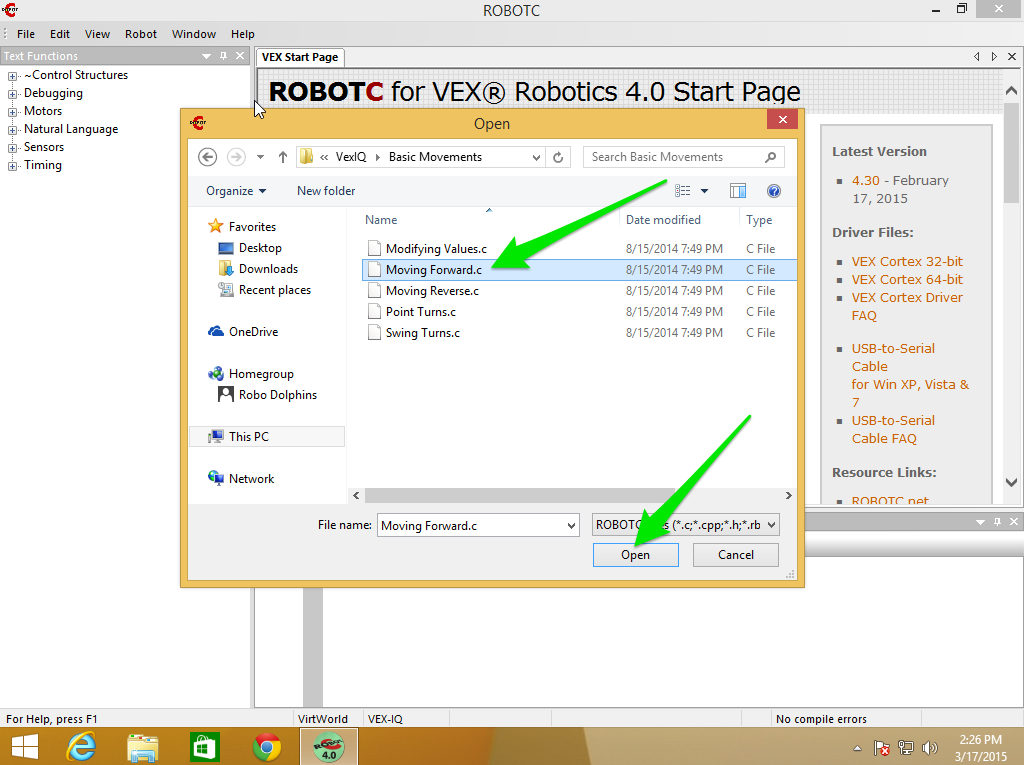 ROBOTC
File Edit View Robot Window Help
Text Functions
~Control Structures
Debugging
Motors
Natural Language
Sensors
Timing
VEX Start Page
ROBOTC for VEX® Robotics 4.0 Start Page
Open
« VexIQ Basic Movements
Search Basic Movements
Organize New folder
Favorites
Desktop
Downloads
Recent places
OneDrive
Homegroup
Robo Dolphins
This PC
Network
Name Date modified Type
Modifying Values.c 8/15/2014 7:49 PM C File
Moving Forward.c 8/15/2014 7:49 PM C File
Moving Reverse.c 8/15/2014 7:49 PM C File
Point Turns.c 8/15/2014 7:49 PM C File
Swing Turns.c 8/15/2014 7:49 PM C File
File name: Moving Forward.c ROBOTC (*.c;*.cpp;*.h;*.rb
Open Cancel
Latest Version
4.30 - February
17, 2015
Driver Files:
VEX Cortex 32-bit
VEX Cortex 64-bit
VEX Cortex Driver
FAQ
USB-to-Serial
Cable
for Win XP, Vista &
7
USB-to-Serial
Cable FAQ
Resource Links:
ROBOTC.net
For Help, press F1 VirtWorld VEX-IQ No compile errors
4.0
2:26 PM
3/17/2015